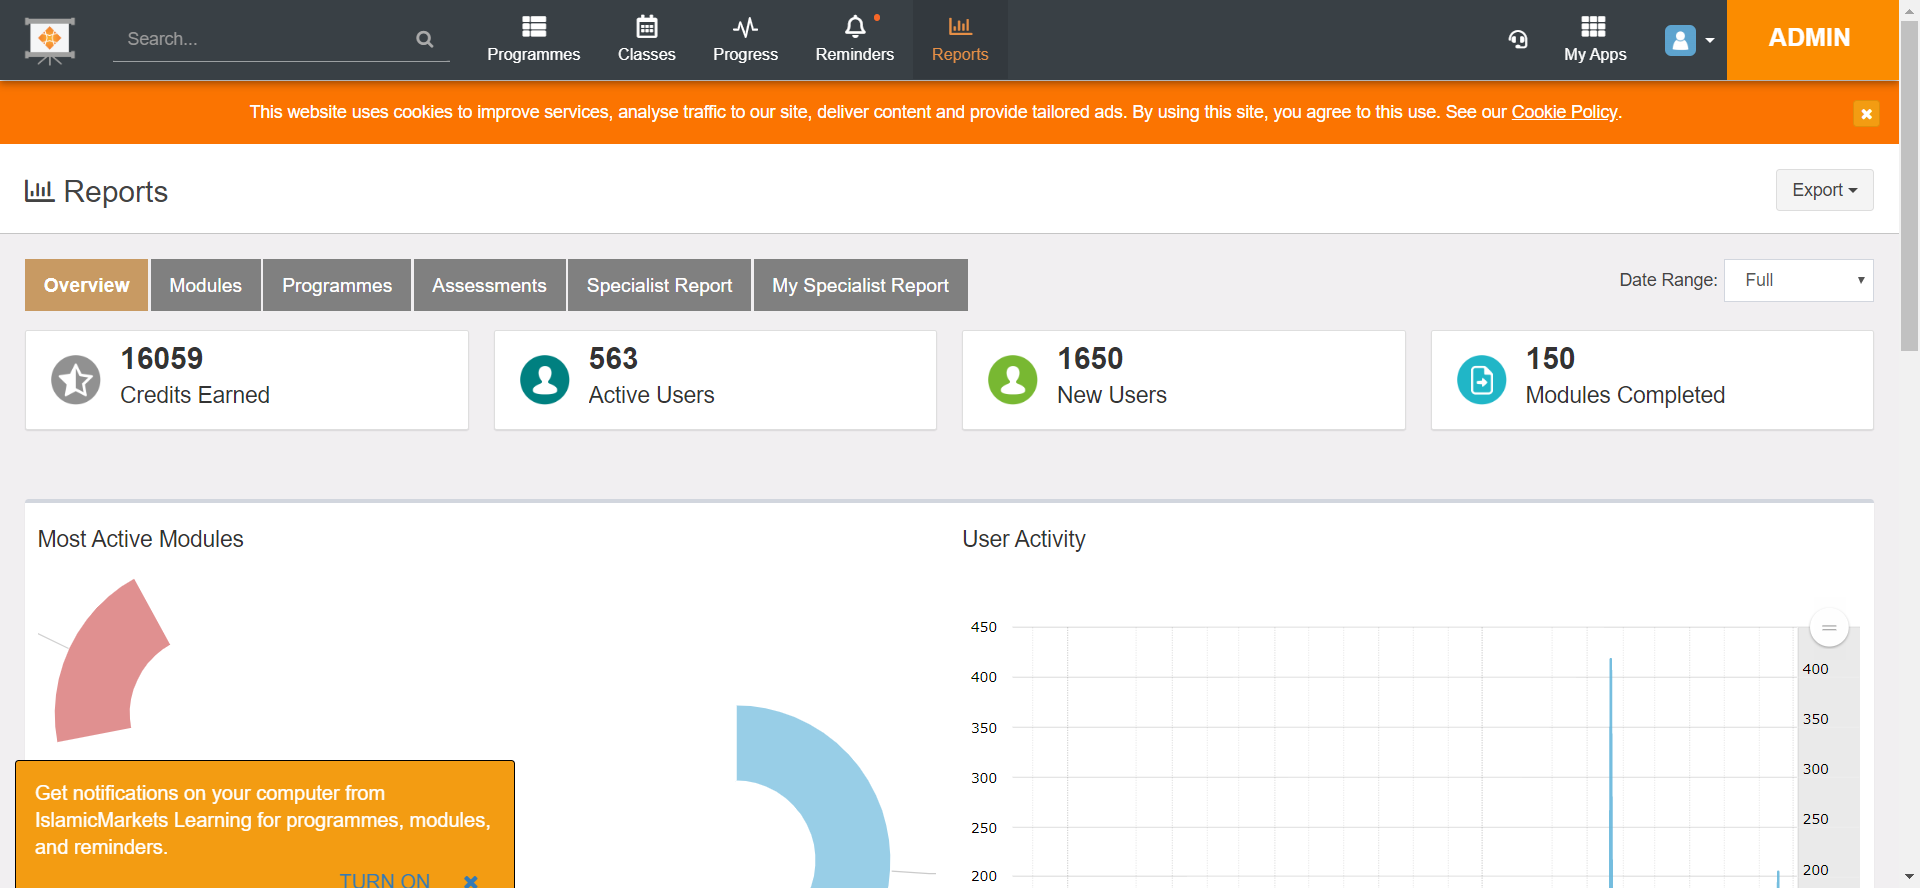 Search...
Programmes
Classes
Progress
Reminders
Reports
My Apps
ADMIN
This website uses cookies to improve services, analyse traffic to our site, deliver content and provide tailored ads. By using this site, you agree to this use. See our Cookie Policy.
Reports
Export
Overview
Modules
Programmes
Assessments
Specialist Report
My Specialist Report
Date Range:
Full
16059
Credits Earned
563
Active Users
1650
New Users
150
Modules Completed
Most Active Modules
User Activity
450
400
350
300
250
200
400
350
300
250
200
Get notifications on your computer from
IslamicMarkets Learning for programmes, modules,
and reminders.
TURN ON